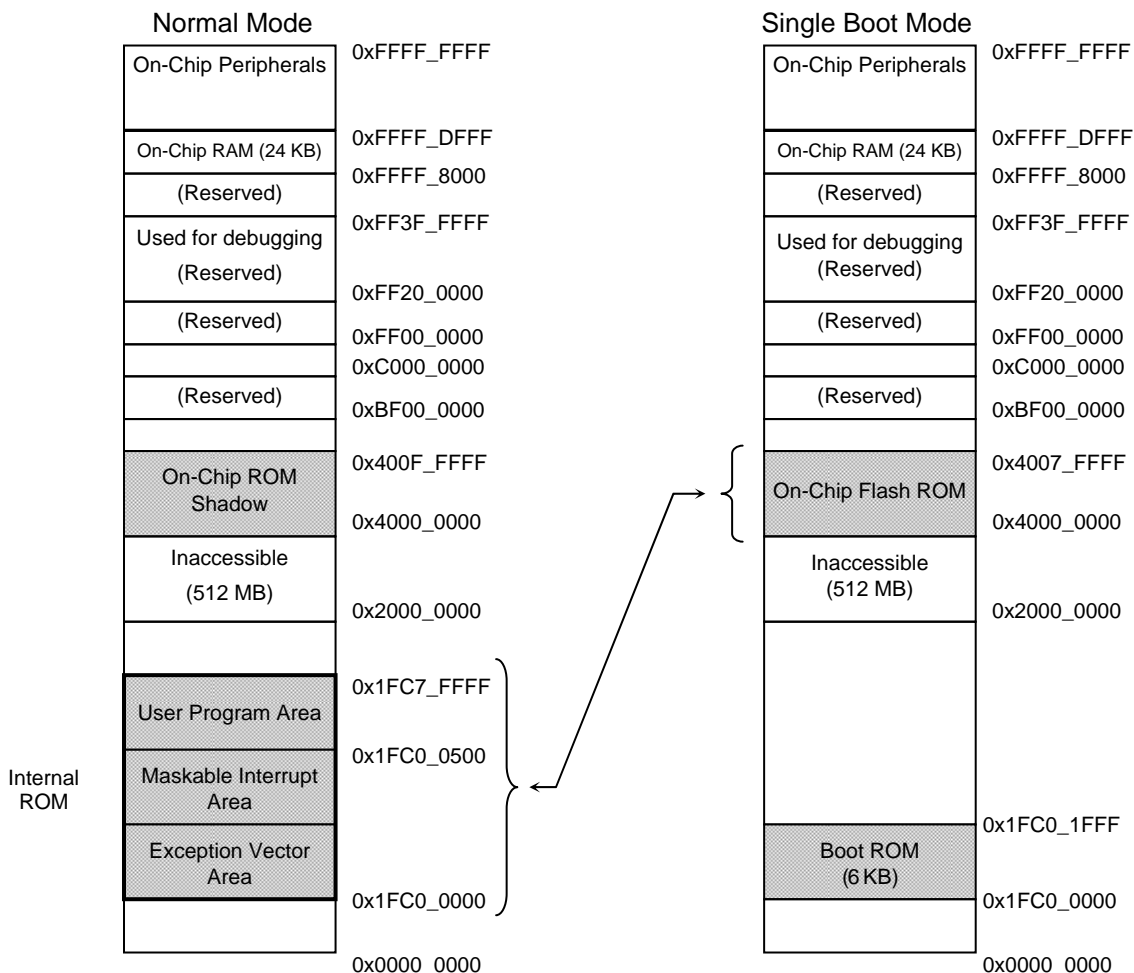 Normal Mode
On-Chip Peripherals
0xFFFF_FFFF
0xFFFF_DFFF
On-Chip RAM (24 KB)
0xFFFF_8000
(Reserved)
0xFF3F_FFFF
Used for debugging
(Reserved)
0xFF20_0000
(Reserved)
0xFF00_0000
0xC000_0000
(Reserved)
0xBF00_0000
0x400F_FFFF
On-Chip ROM
Shadow
0x4000_0000
Inaccessible
(512 MB)
0x2000_0000
0x1FC7_FFFF
User Program Area
0x1FC0_0500
Internal
ROM
Maskable Interrupt
Area
Exception Vector
Area
0x1FC0_0000
0x0000_0000
Single Boot Mode
On-Chip Peripherals
0xFFFF_FFFF
0xFFFF_DFFF
On-Chip RAM (24 KB)
0xFFFF_8000
(Reserved)
0xFF3F_FFFF
Used for debugging
(Reserved)
0xFF20_0000
(Reserved)
0xFF00_0000
0xC000_0000
(Reserved)
0xBF00_0000
0x4007_FFFF
On-Chip Flash ROM
0x4000_0000
Inaccessible
(512 MB)
0x2000_0000
0x1FC0_1FFF
Boot ROM
(6 KB)
0x1FC0_0000
0x0000_0000